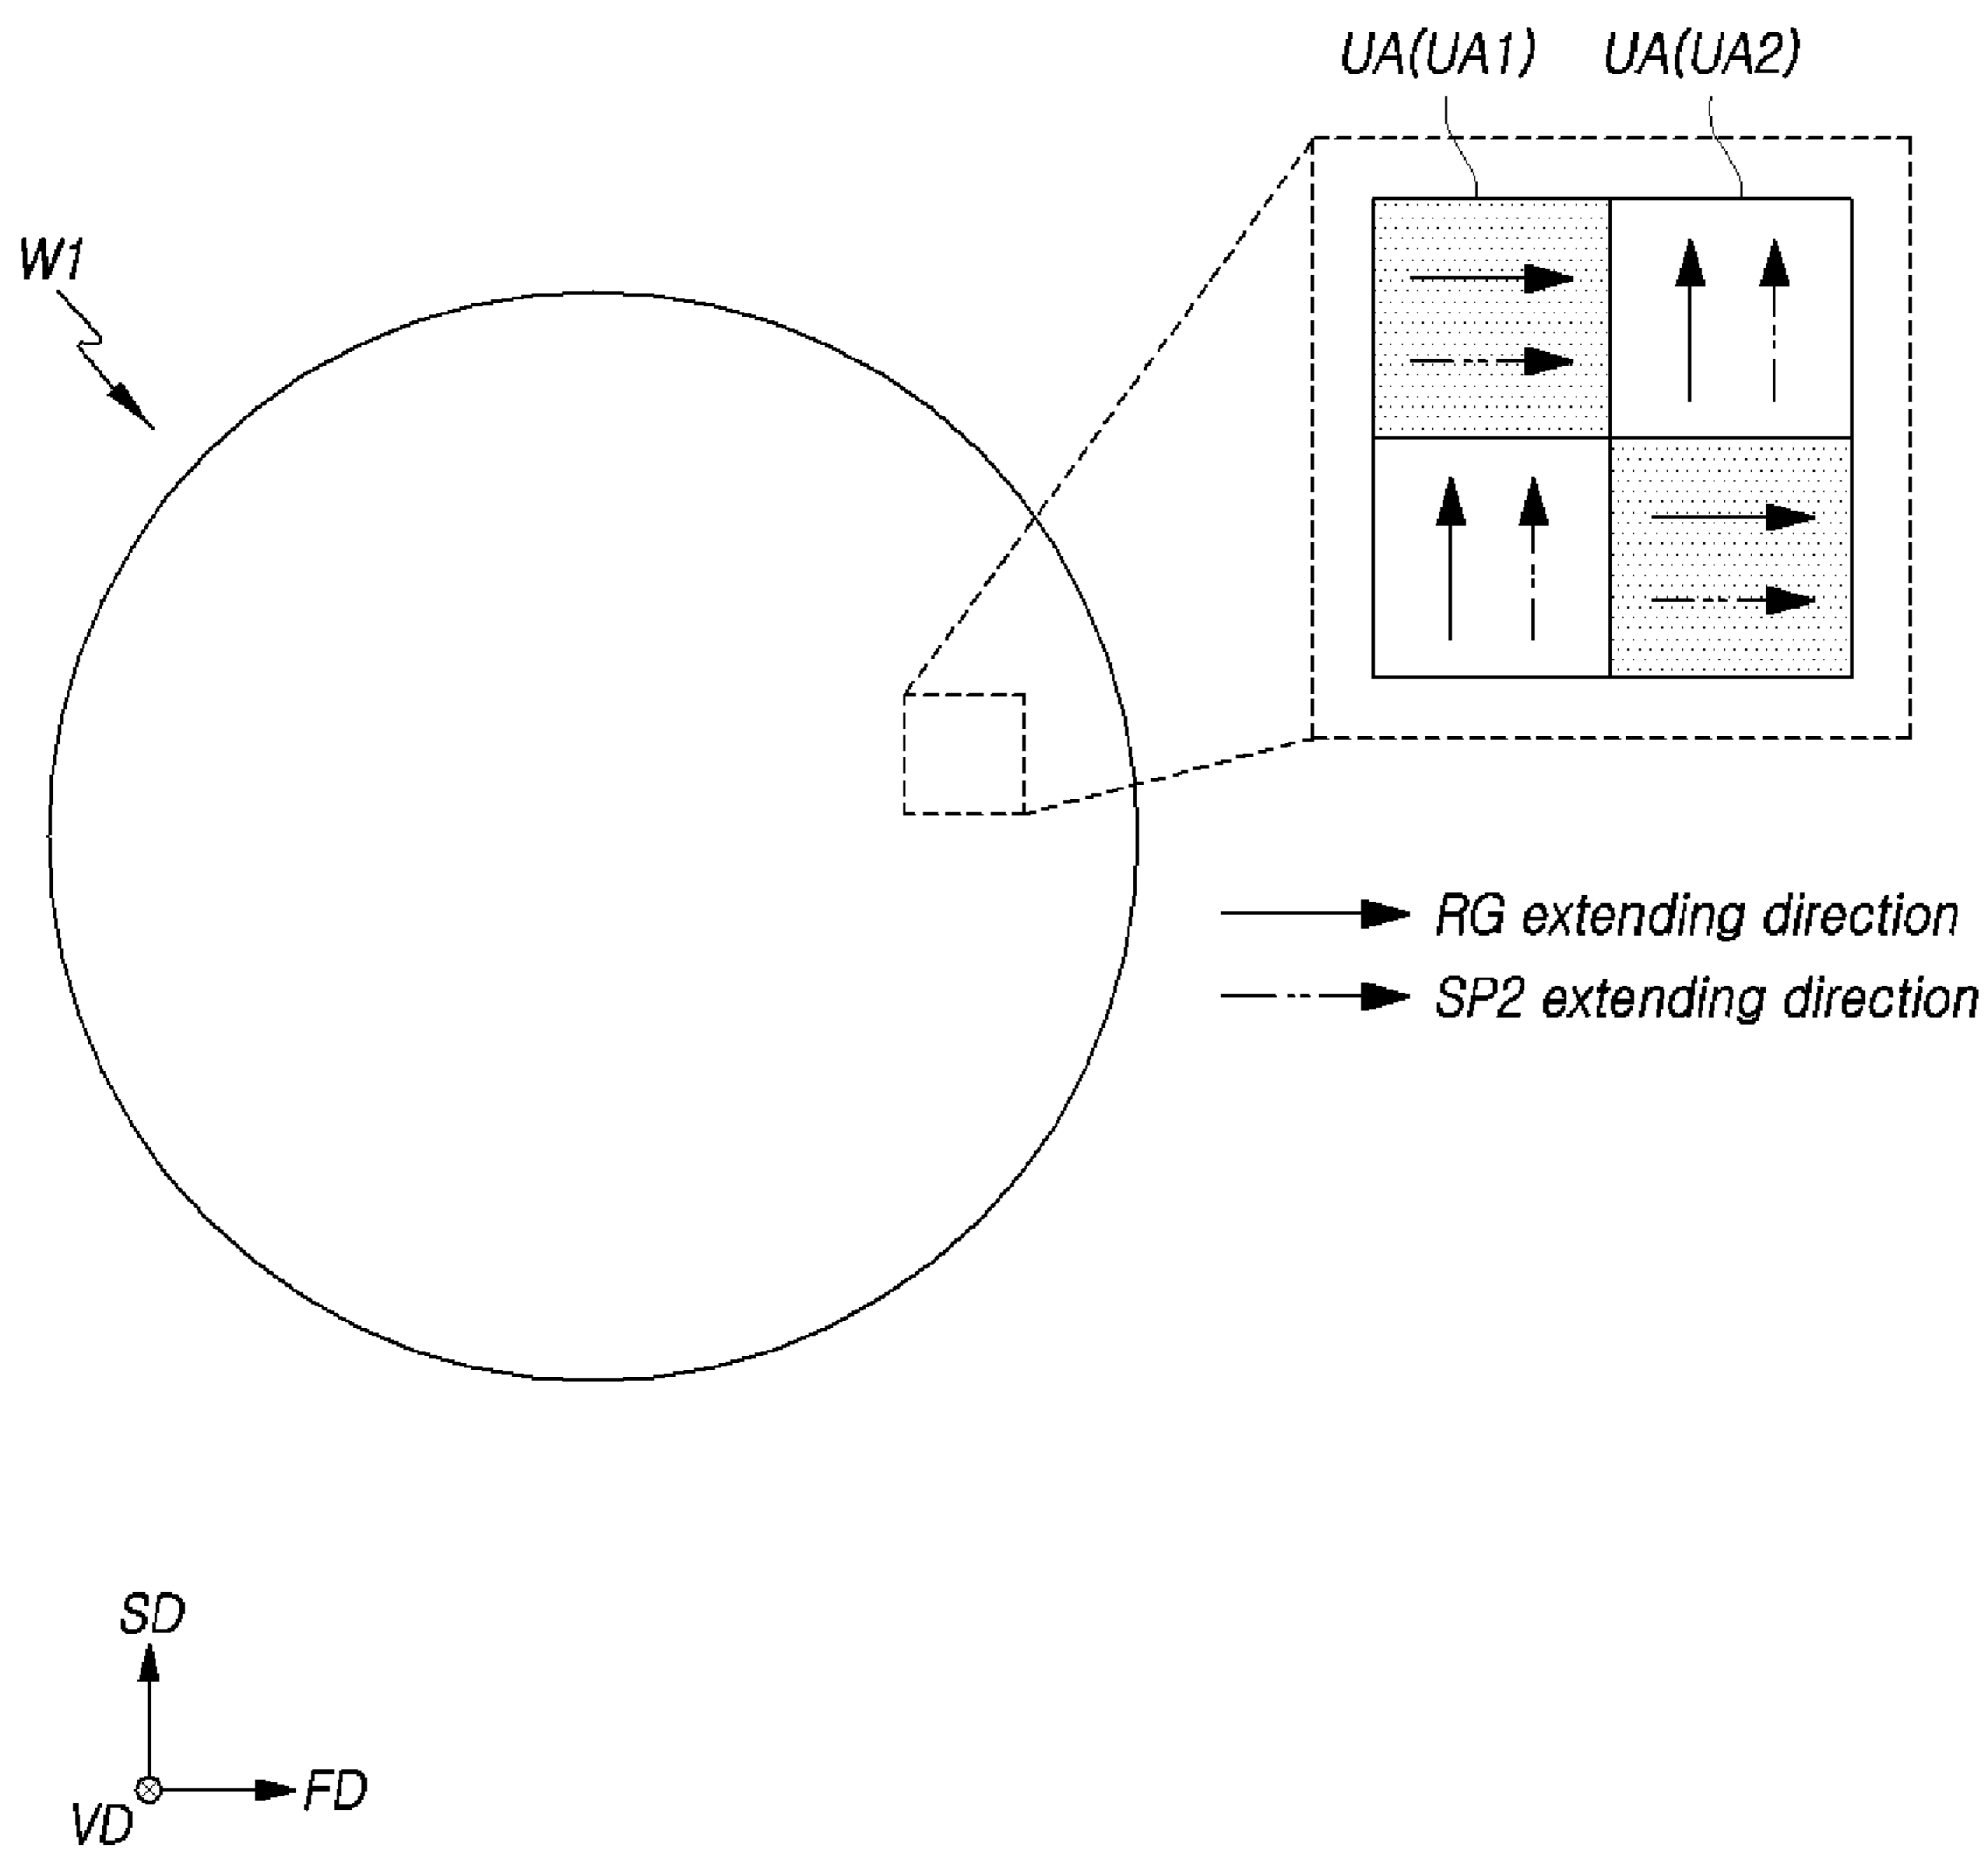 UA(UA1) UA(UA2)
W1
RG extending direction
SP2 extending direction
SD
FD
VD